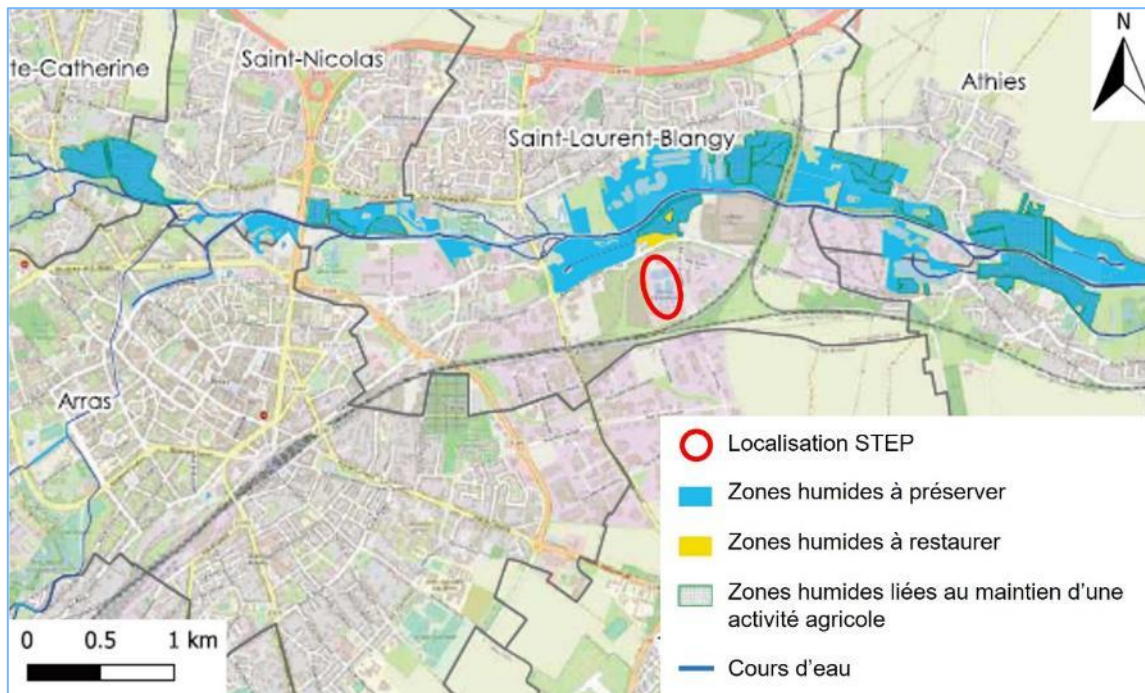 te-Catherine
Saint-Nicolas
N
Athies
Saint-Laurent-Blangy
Arras
Localisation STEP
Zones humides à préserver
Zones humides à restaurer
Zones humides liées au maintien d'une
activité agricole
Cours d'eau
0 0.5 1 km